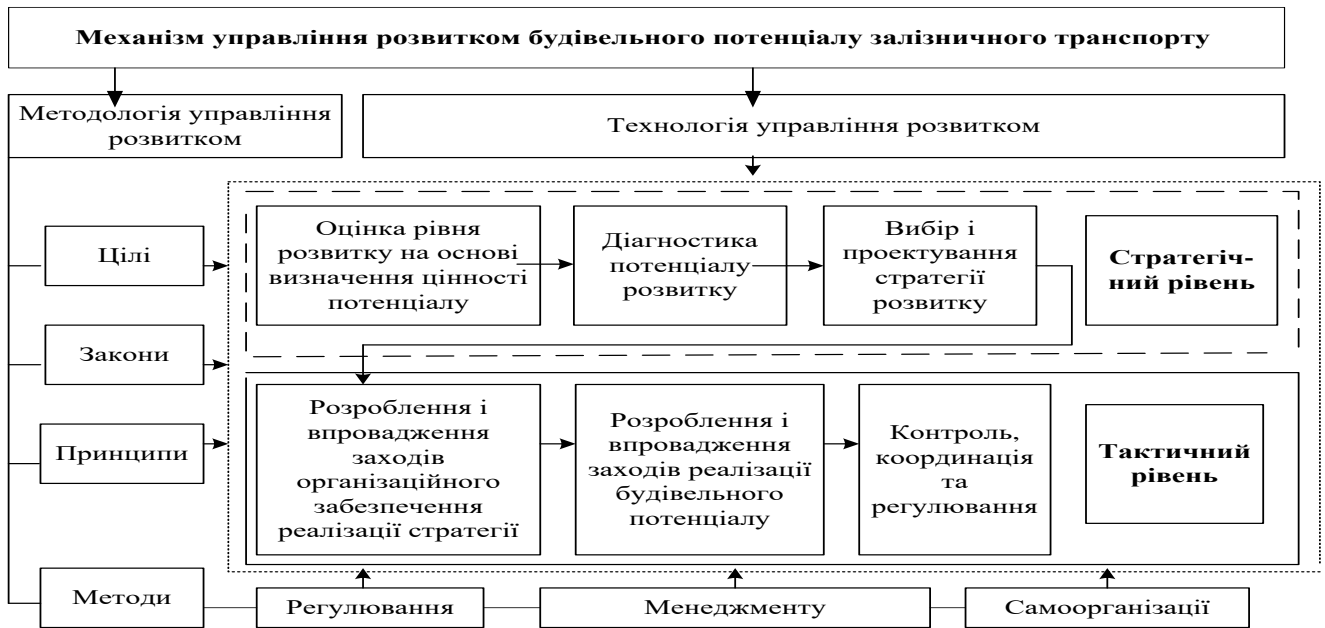 Механізм управління розвитком будівельного потенціалу залізничного транспорту
Методологія управління
розвитком
Технологія управління розвитком
Цілі
Оцінка рівня
розвитку на основі
визначення цінності
потенціалу
Діагностика
потенціалу
розвитку
Вибір і
проектування
стратегії
розвитку
Стратегіч-
ний рівень
Закони
Принципи
Розроблення і
впровадження
заходів
організаційного
забезпечення
реалізації стратегії
Розроблення і
впровадження
заходів реалізації
будівельного
потенціалу
Контроль,
координація
та
регулювання
Тактичний
рівень
Методи
Регулювання
Менеджменту
Самоорганізації